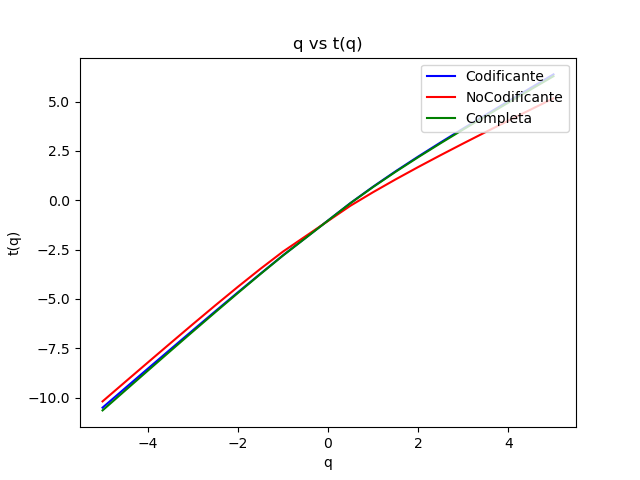 q vs t(q)
Codificante
NoCodificante
Completa
t(q)
5.0
2.5
0.0
−2.5
−5.0
−7.5
−10.0
−4
−2
0
2
4
q